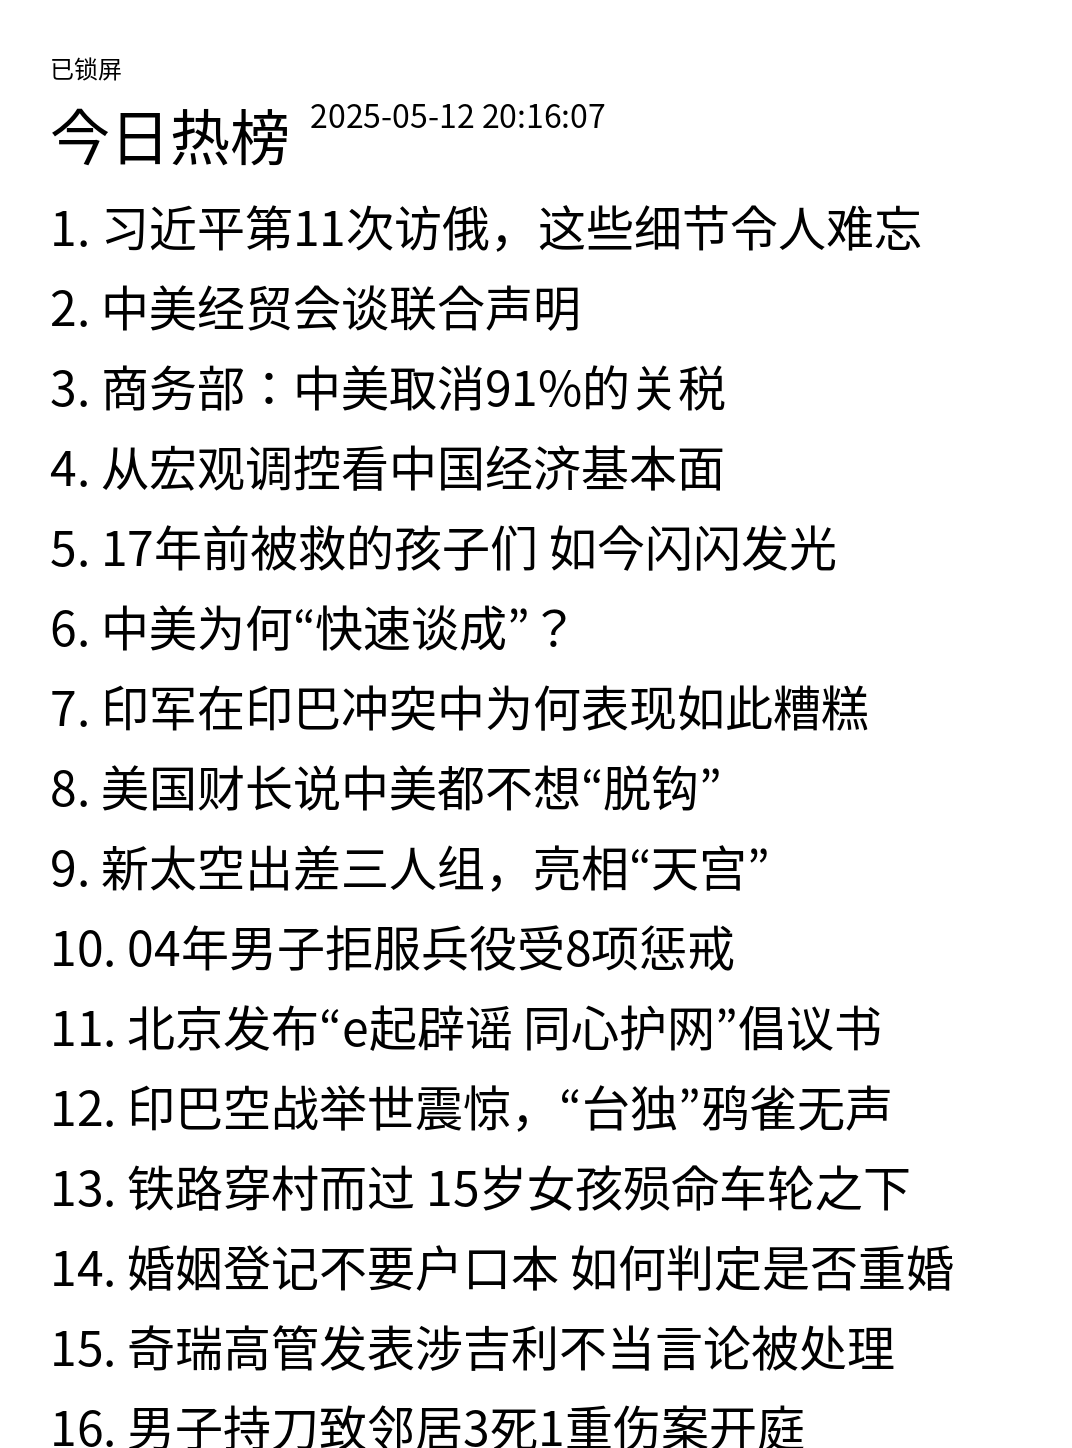 已锁屏
今日热榜 2025-05-12 20:16:07
1. 习近平第11次访俄，这些细节令人难忘
2. 中美经贸会谈联合声明
3. 商务部：中美取消91%的关税
4. 从宏观调控看中国经济基本面
5. 17年前被救的孩子们 如今闪闪发光
6. 中美为何“快速谈成”？
7. 印军在印巴冲突中为何表现如此糟糕
8. 美国财长说中美都不想“脱钩”
9. 新太空出差三人组，亮相“天宫”
10. 04年男子拒服兵役受8项惩戒
11. 北京发布“e起辟谣 同心护网”倡议书
12. 印巴空战举世震惊，“台独”鸦雀无声
13. 铁路穿村而过 15岁女孩殒命车轮之下
14. 婚姻登记不要户口本 如何判定是否重婚
15. 奇瑞高管发表涉吉利不当言论被处理
16. 男子持刀致邻居3死1重伤案开庭